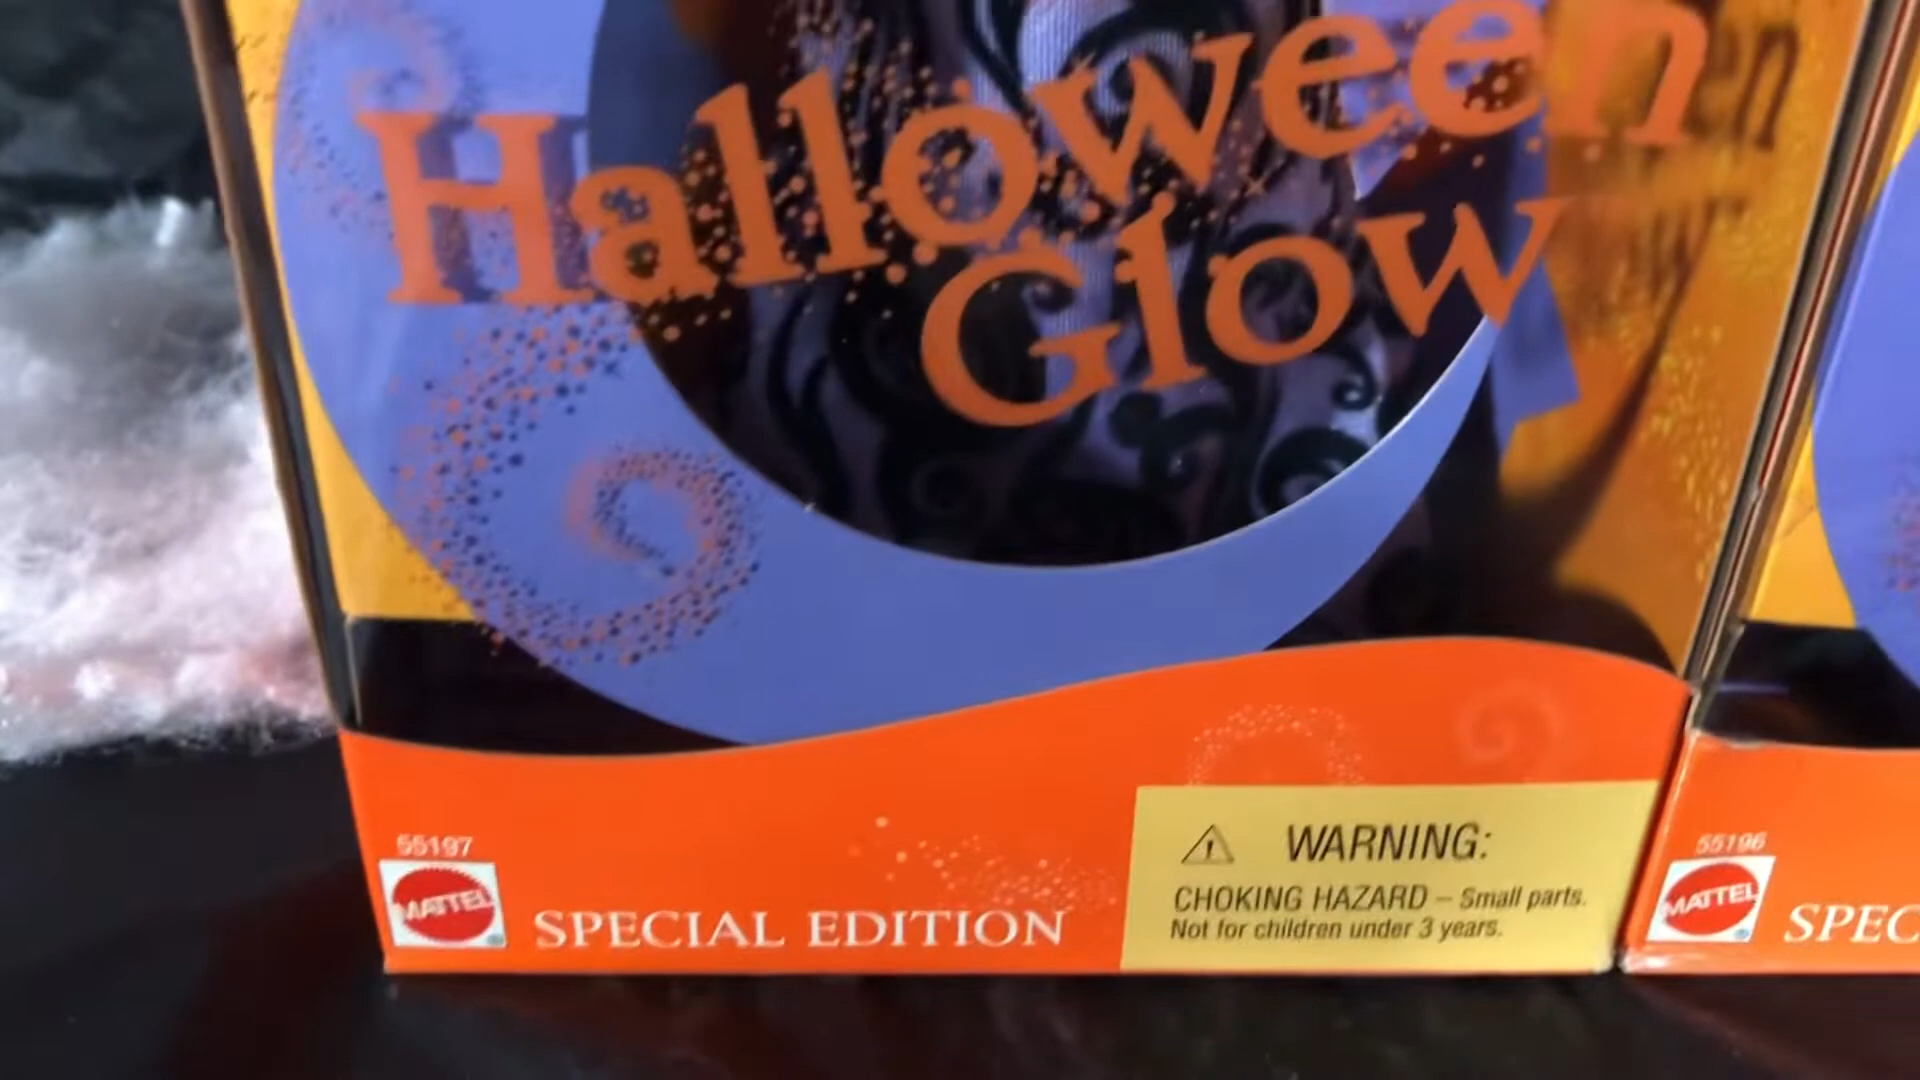 Halloween
Glow
55197
MATTEL
SPECIAL EDITION
WARNING:
CHOKING HAZARD – Small parts.
Not for children under 3 years.
55196
MATTEL
SPEC